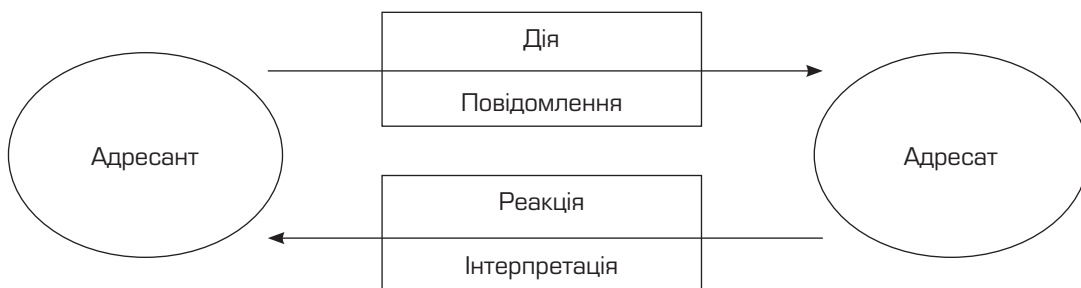 Дія
Повідомлення
Адресант
Адресат
Реакція
Інтерпретація